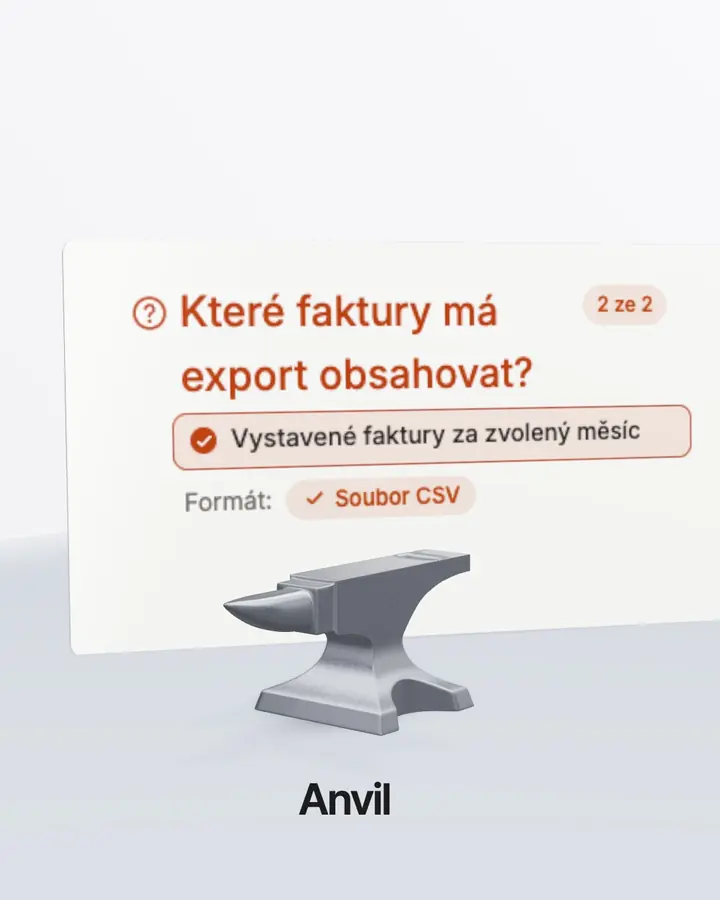 Které faktury má
2 ze 2
export obsahovat?
Vystavené faktury za zvolený měsíc
Formát:
Soubor CSV
Anvil